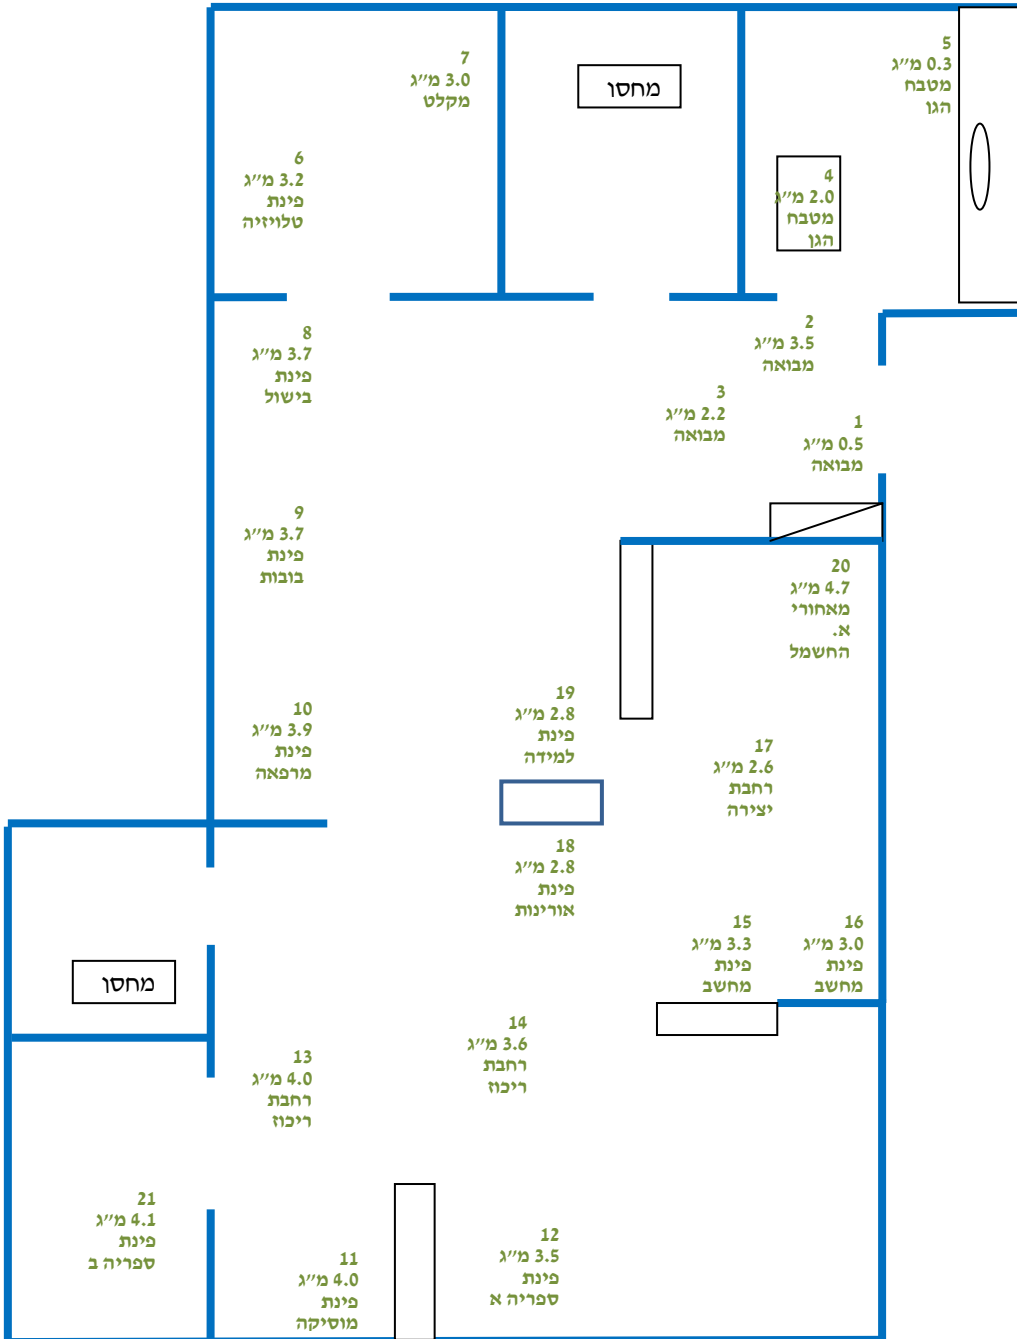 5
0.3 מ״ג
מטבח
הגן
7
3.0 מ״ג
מקלט
מחסן
6
3.2 מ״ג
פינת
טלויזיה
4
2.0 מ״ג
מטבח
הגן
2
3.5 מ״ג
מבואה
8
3.7 מ״ג
פינת
בישול
3
2.2 מ״ג
מבואה
1
0.5 מ״ג
מבואה
9
3.7 מ״ג
פינת
בובות
20
4.7 מ״ג
מאחורי
א.
החשמל
19
2.8 מ״ג
פינת
למידה
10
3.9 מ״ג
פינת
מרפאה
17
2.6 מ״ג
רחבת
יצירה
18
2.8 מ״ג
פינת
אורינות
16
3.0 מ״ג
פינת
מחשב
15
3.3 מ״ג
פינת
מחשב
מחסן
14
3.6 מ״ג
רחבת
ריכוז
13
4.0 מ״ג
רחבת
ריכוז
21
4.1 מ״ג
פינת
ספריה ב
12
3.5 מ״ג
פינת
ספריה א
11
4.0 מ״ג
פינת
מוסיקה